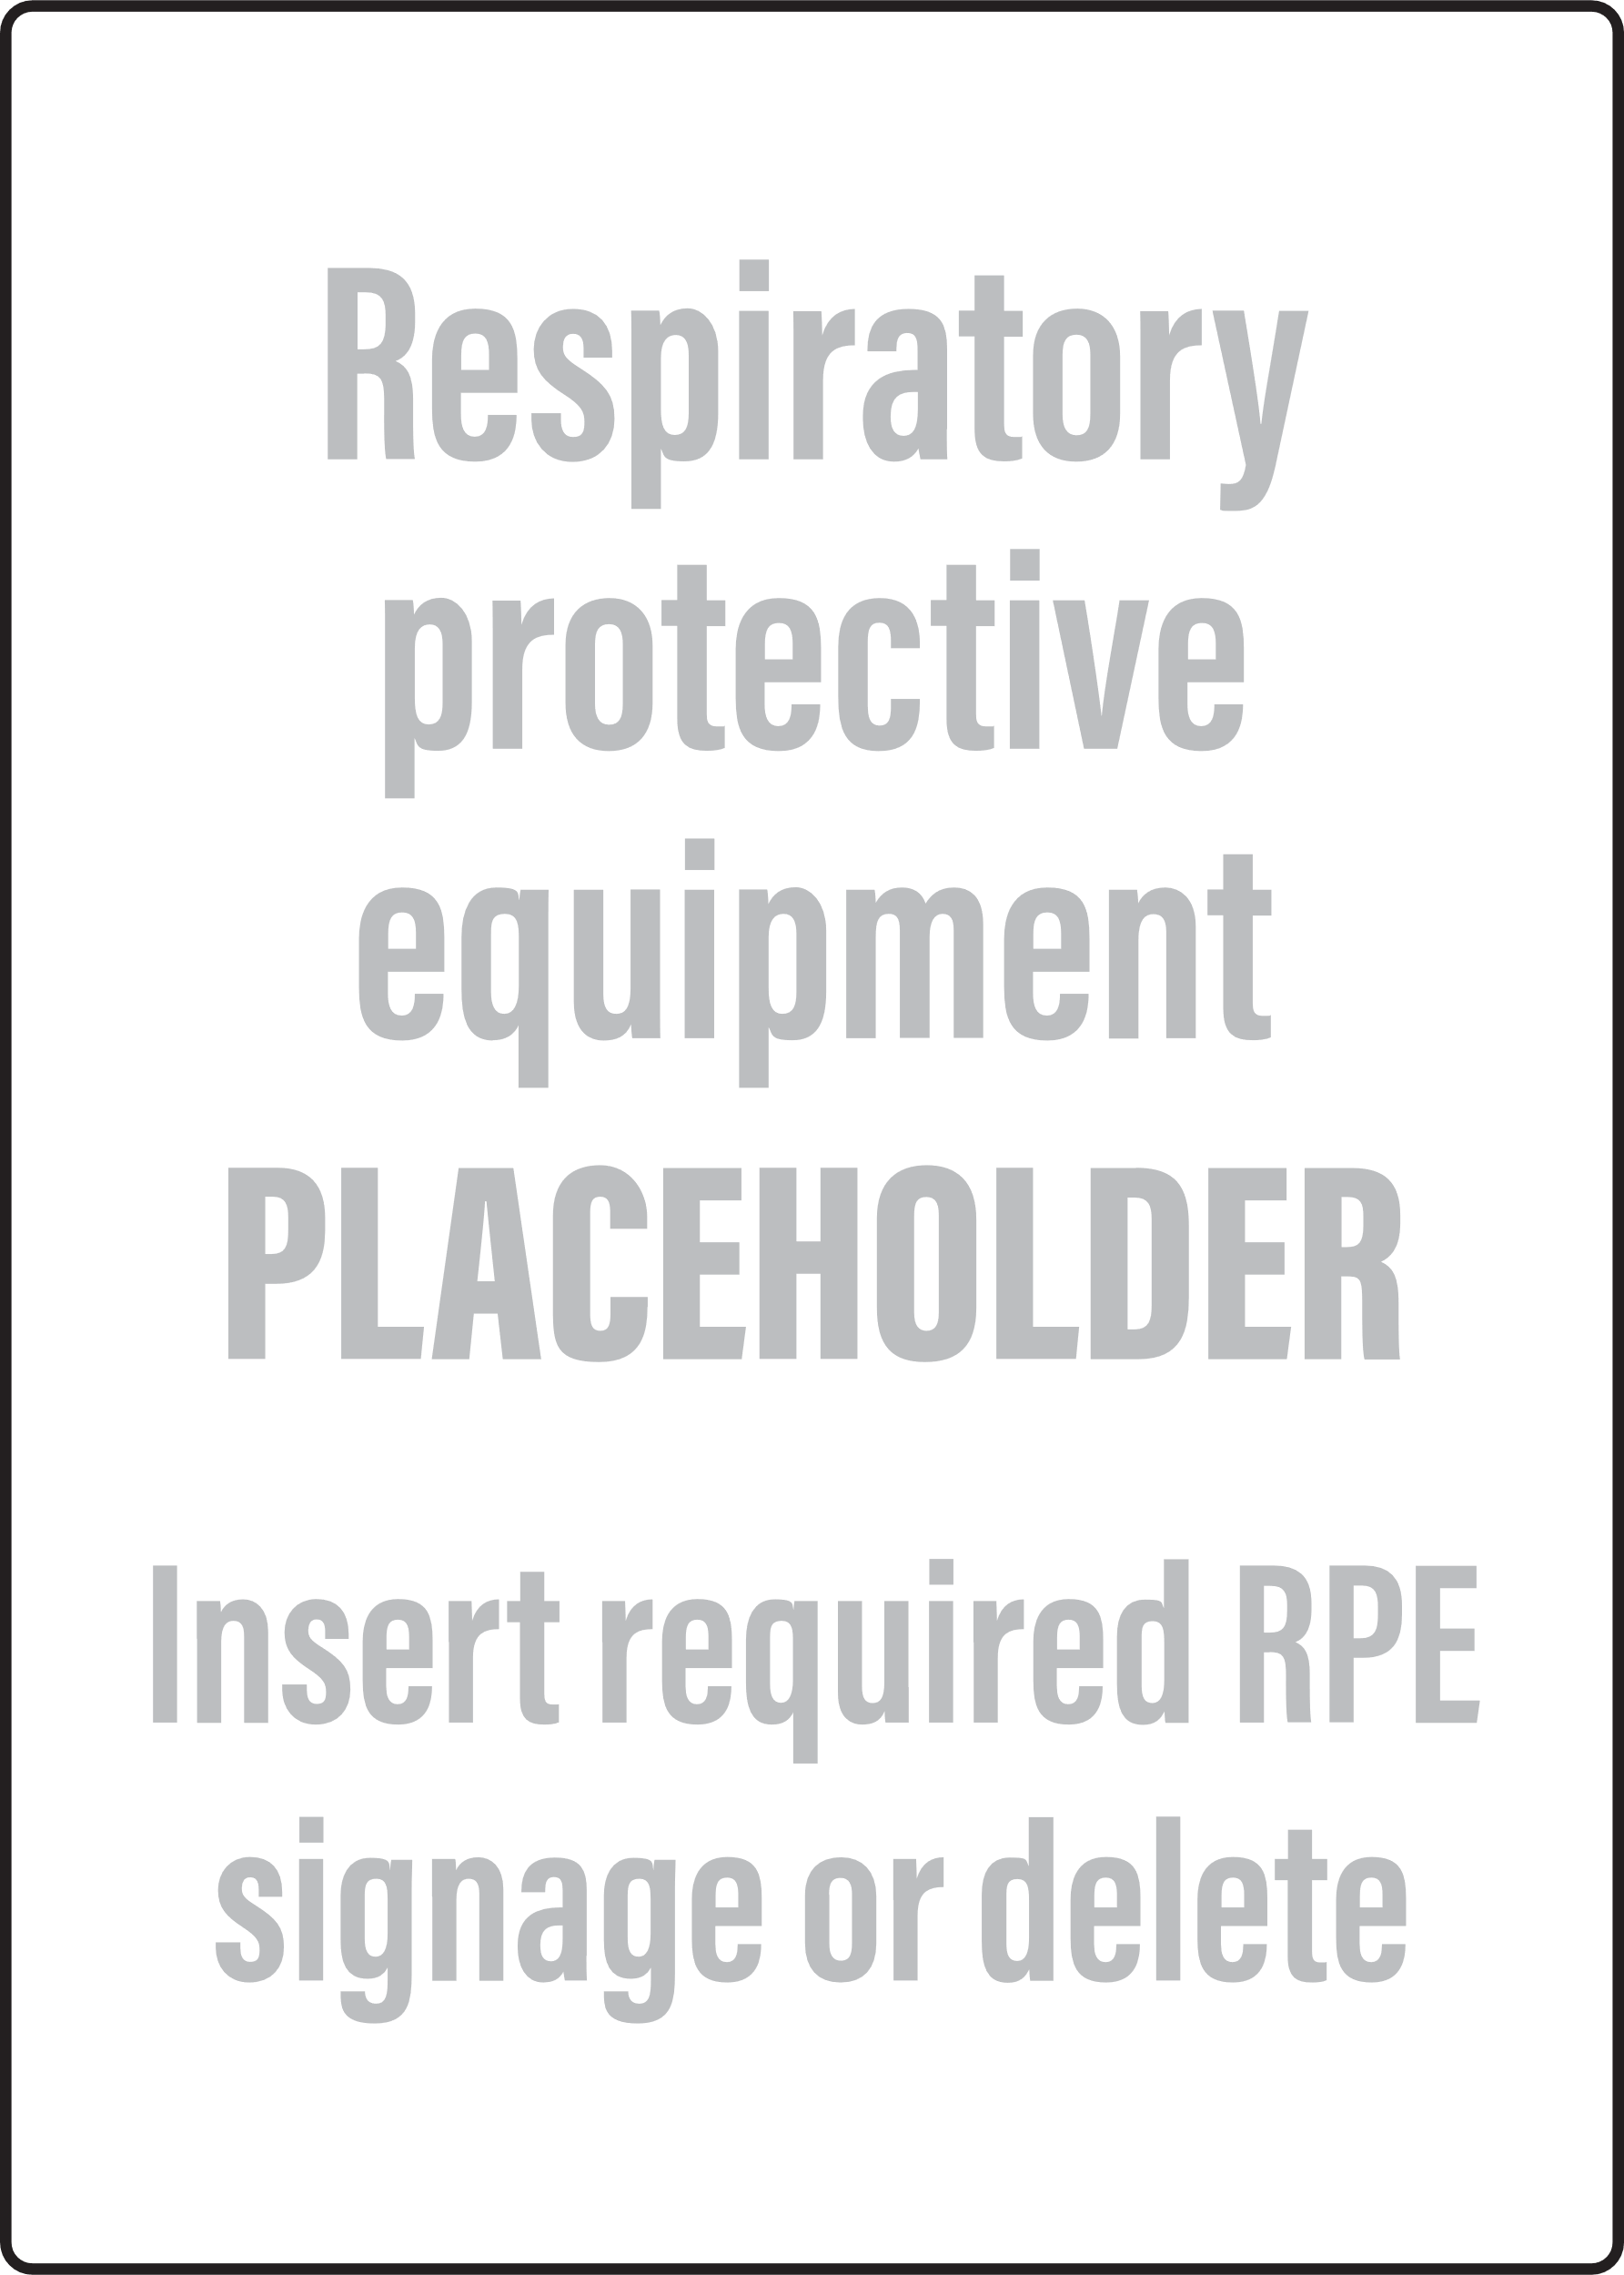 Respiratory
protective
equipment
PLACEHOLDER
Insert required RPE
signage or delete